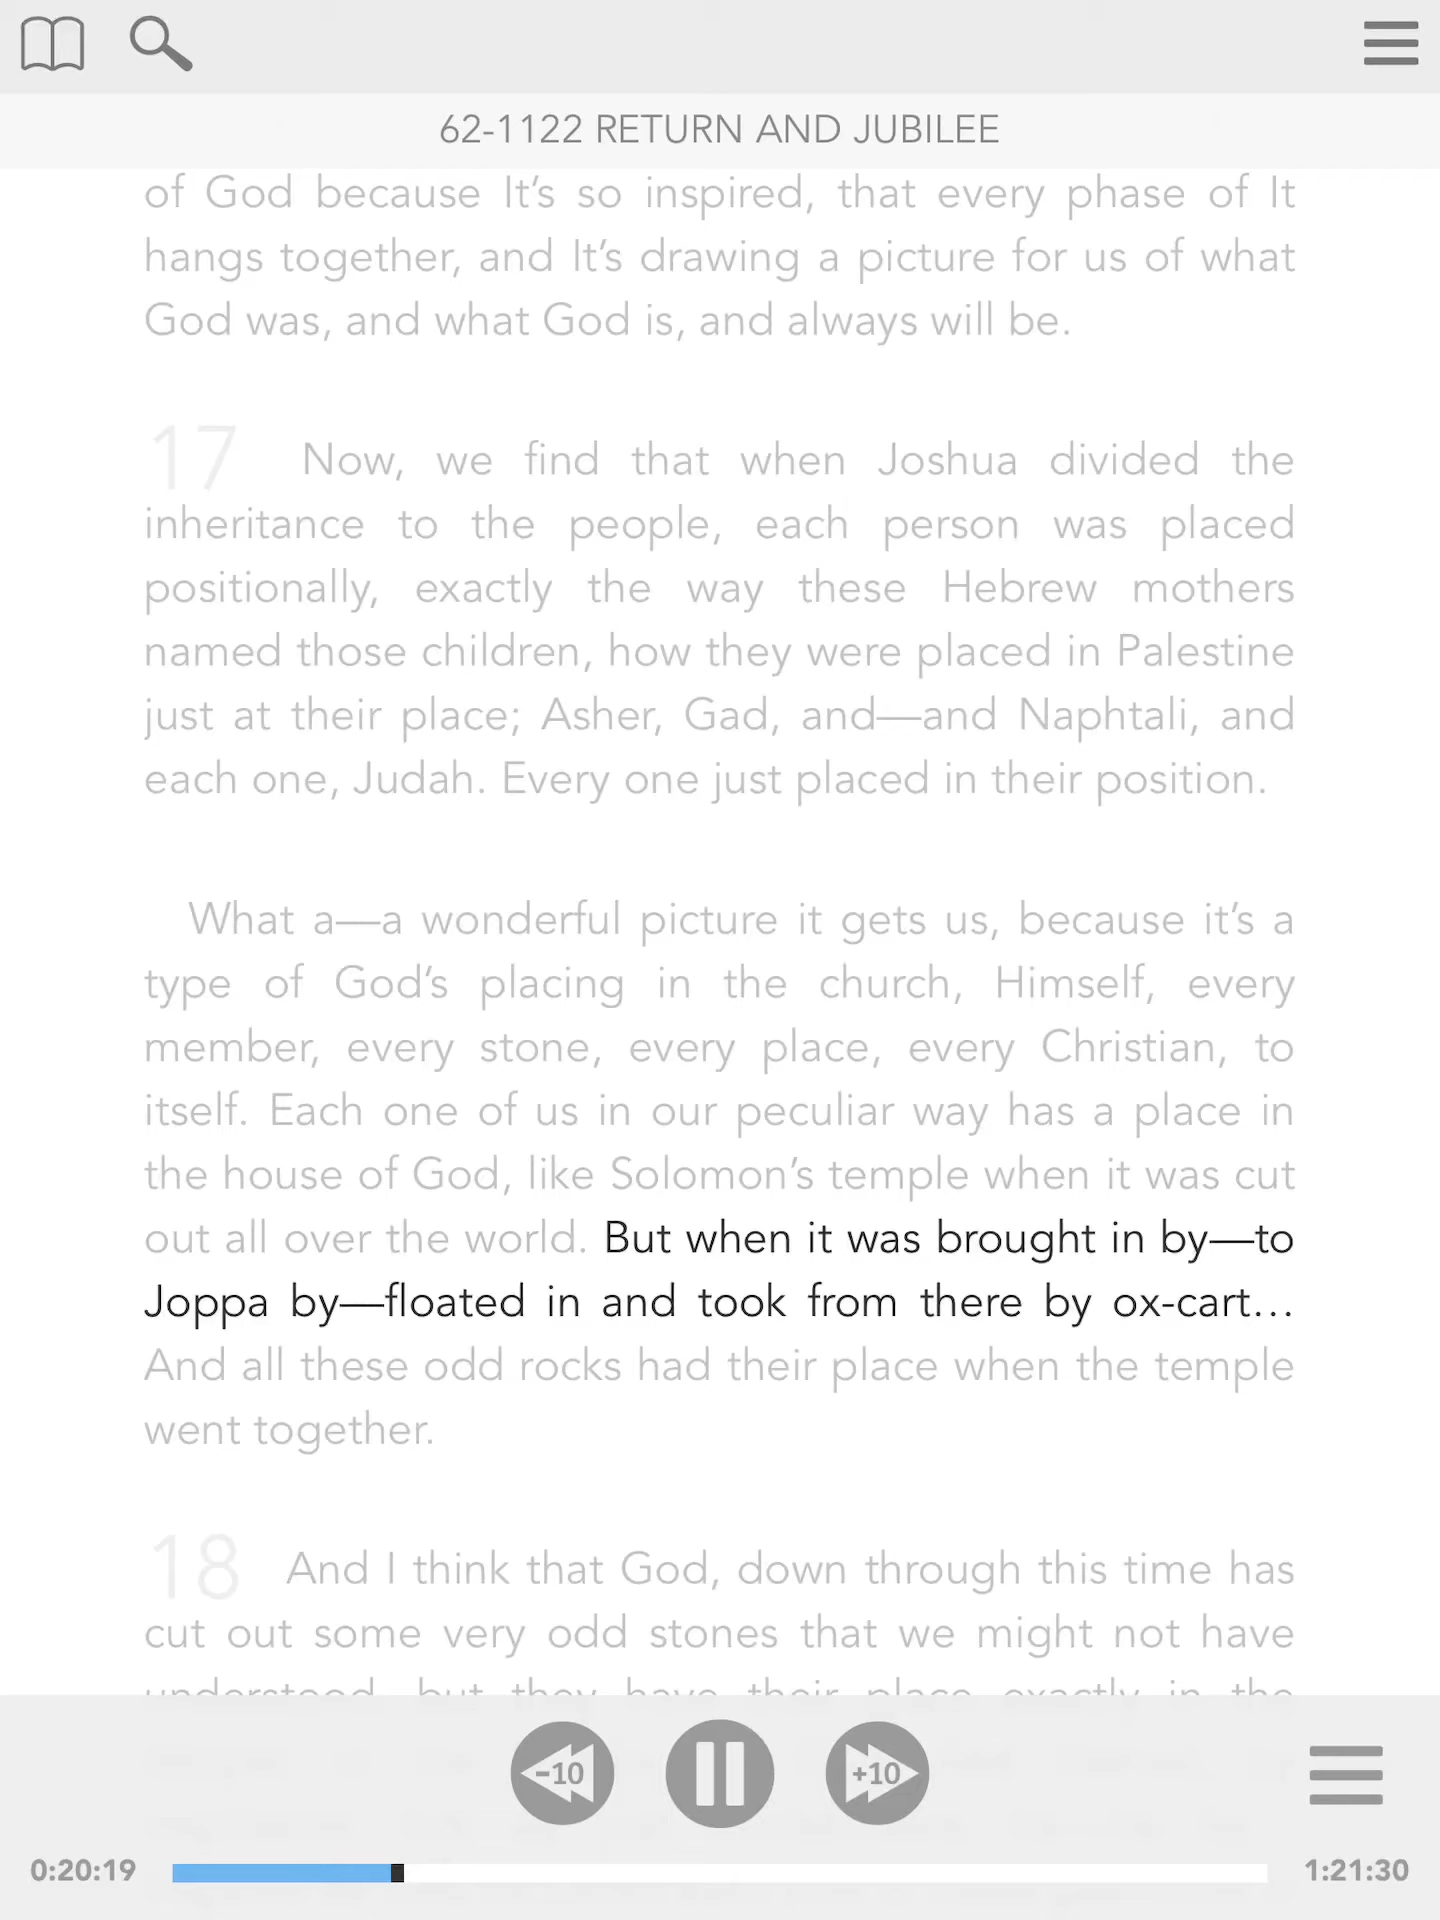 62-1122 RETURN AND JUBILEE
of God because It’s so inspired, that every phase of It
hangs together, and It’s drawing a picture for us of what
God was, and what God is, and always will be.
17 Now, we find that when Joshua divided the
inheritance to the people, each person was placed
positionally, exactly the way these Hebrew mothers
named those children, how they were placed in Palestine
just at their place; Asher, Gad, and—and Naphtali, and
each one, Judah. Every one just placed in their position.
What a—a wonderful picture it gets us, because it’s a
type of God’s placing in the church, Himself, every
member, every stone, every place, every Christian, to
itself. Each one of us in our peculiar way has a place in
the house of God, like Solomon’s temple when it was cut
out all over the world. But when it was brought in by—to
Joppa by—floated in and took from there by ox-cart…
And all these odd rocks had their place when the temple
went together.
18 And I think that God, down through this time has
cut out some very odd stones that we might not have
understood, but they have their place exactly in the
-10
+10
0:20:19
1:21:30